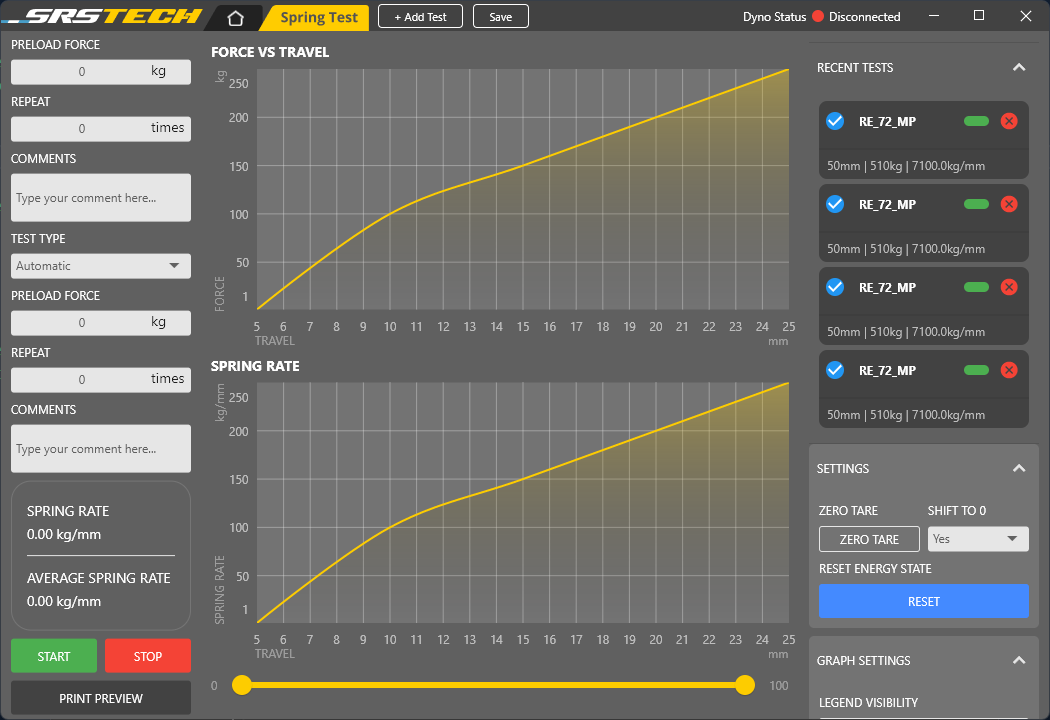 SRSTECH
Spring Test
+ Add Test
Save
Dyno Status
Disconnected
PRELOAD FORCE
0
kg
REPEAT
0
times
COMMENTS
Type your comment here...
TEST TYPE
Automatic
PRELOAD FORCE
0
kg
REPEAT
0
times
COMMENTS
Type your comment here...
SPRING RATE
0.00 kg/mm
AVERAGE SPRING RATE
0.00 kg/mm
START
STOP
PRINT PREVIEW
FORCE VS TRAVEL
kg
250
200
150
100
50
1
FORCE
5 6 7 8 9 10 11 12 13 14 15 16 17 18 19 20 21 22 23 24 25
TRAVEL
mm
SPRING RATE
kg/mm
250
200
150
100
50
1
SPRING RATE
5 6 7 8 9 10 11 12 13 14 15 16 17 18 19 20 21 22 23 24 25
TRAVEL
mm
0
100
RECENT TESTS
RE_72_MP
50mm | 510kg | 7100.0kg/mm
RE_72_MP
50mm | 510kg | 7100.0kg/mm
RE_72_MP
50mm | 510kg | 7100.0kg/mm
RE_72_MP
50mm | 510kg | 7100.0kg/mm
SETTINGS
ZERO TARE
SHIFT TO 0
ZERO TARE
Yes
RESET ENERGY STATE
RESET
GRAPH SETTINGS
LEGEND VISIBILITY